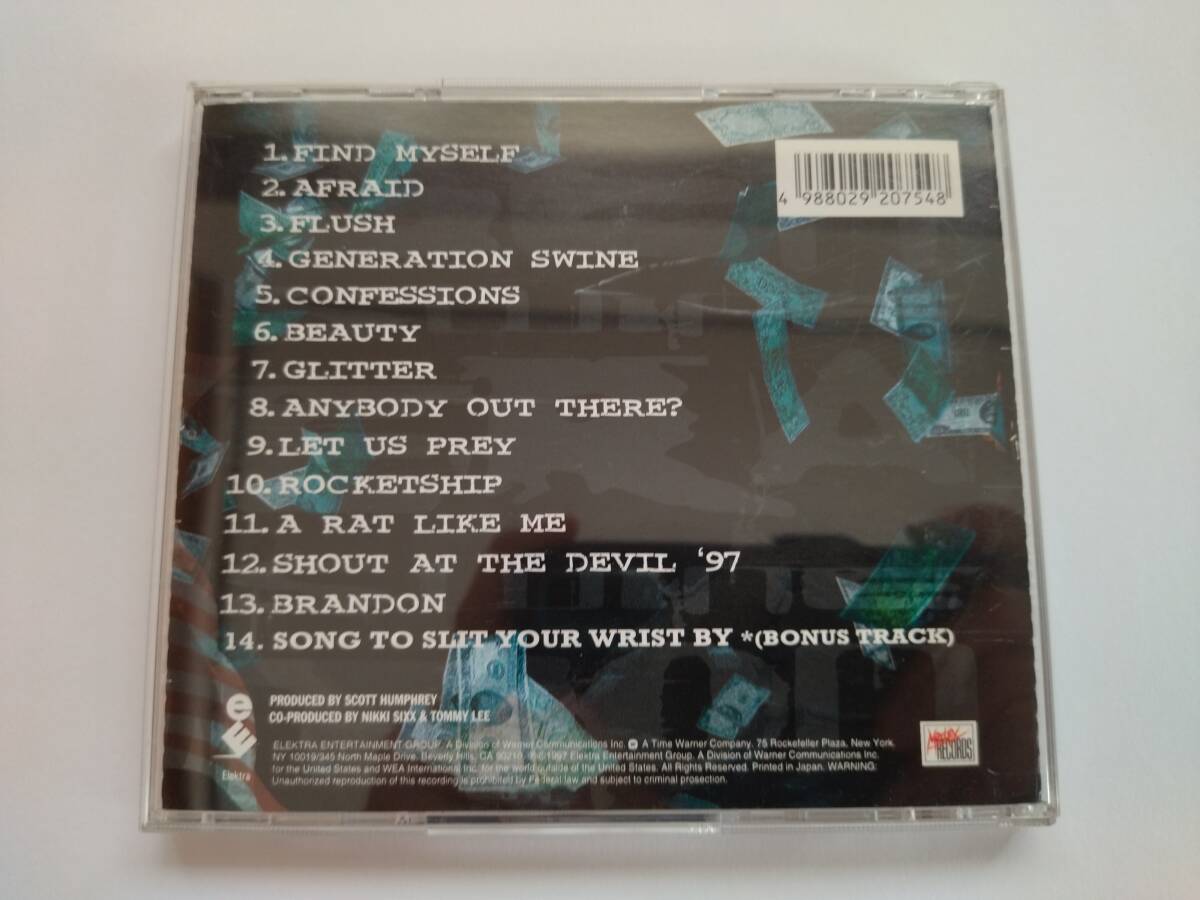 1. FIND MYSELF
2. AFRAID
3. FLUSH
4. GENERATION SWINE
5. CONFESSIONS
6. BEAUTY
7. GLITTER
8. ANYBODY OUT THERE?
9. LET US PREY
10. ROCKETSHIP
11. A RAT LIKE ME
12. SHOUT AT THE DEVIL '97
13. BRANDON
14. SONG TO SLIT YOUR WRIST BY *(BONUS TRACK)
4 988029 207548
PRODUCED BY SCOTT HUMPHREY
CO-PRODUCED BY NIKKI SIXX & TOMMY LEE
ELEKTRA ENTERTAINMENT GROUP. A Division of Warner Communications Inc. A Time Warner Company. 75 Rockefeller Plaza, New York,
NY 10019/345 North Maple Drive, Beverly Hills, CA 90210. ℗©1997 Elektra Entertainment Group. A Division of Warner Communications Inc.
for the United States and WEA International Inc. for the world outside of the United States. All Rights Reserved. Printed in Japan. WARNING:
Unauthorized reproduction of this recording is prohibited by Federal law and subject to criminal prosection.
Elektra
RECORDS